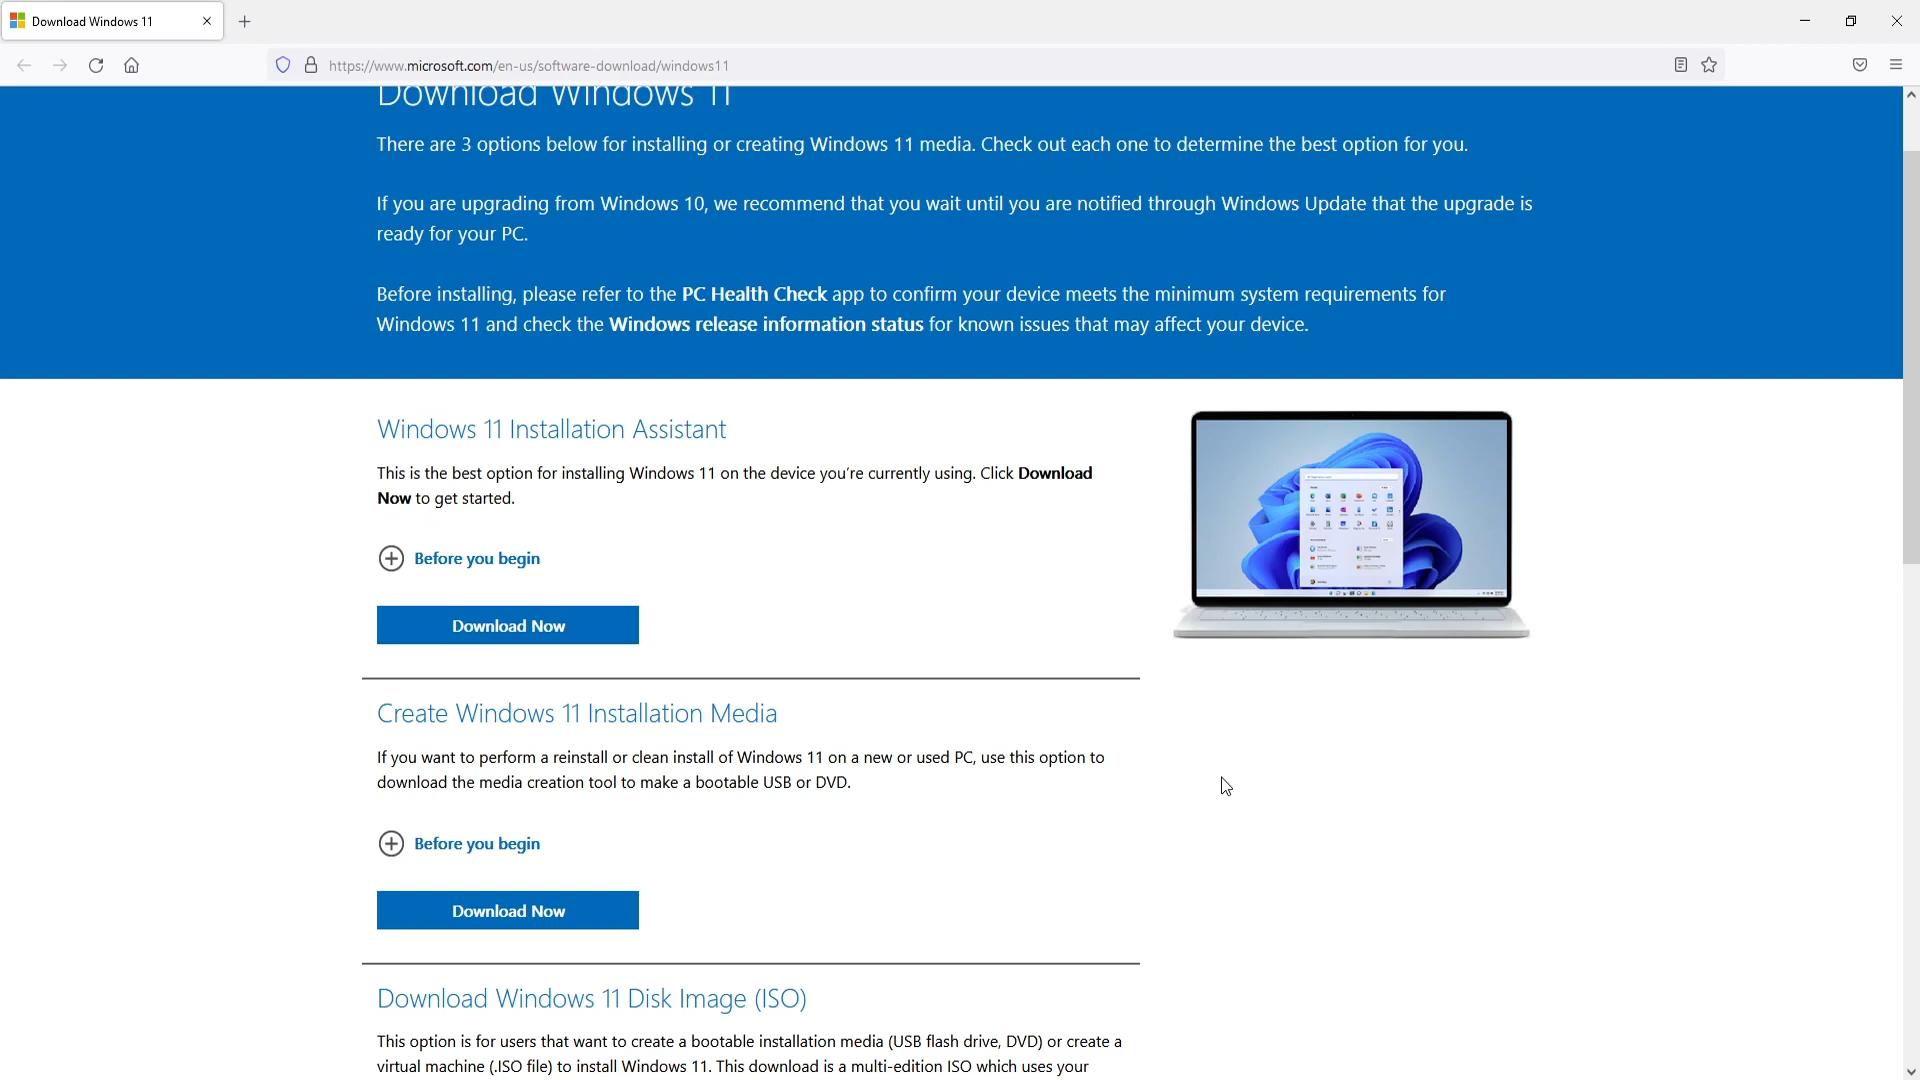 Download Windows 11
https://www.microsoft.com/en-us/software-download/windows11
Download Windows 11
There are 3 options below for installing or creating Windows 11 media. Check out each one to determine the best option for you.
If you are upgrading from Windows 10, we recommend that you wait until you are notified through Windows Update that the upgrade is
ready for your PC.
Before installing, please refer to the PC Health Check app to confirm your device meets the minimum system requirements for
Windows 11 and check the Windows release information status for known issues that may affect your device.
Windows 11 Installation Assistant
This is the best option for installing Windows 11 on the device you're currently using. Click Download
Now to get started.
Before you begin
Download Now
Create Windows 11 Installation Media
If you want to perform a reinstall or clean install of Windows 11 on a new or used PC, use this option to
download the media creation tool to make a bootable USB or DVD.
Before you begin
Download Now
Download Windows 11 Disk Image (ISO)
This option is for users that want to create a bootable installation media (USB flash drive, DVD) or create a
virtual machine (.ISO file) to install Windows 11. This download is a multi-edition ISO which uses your